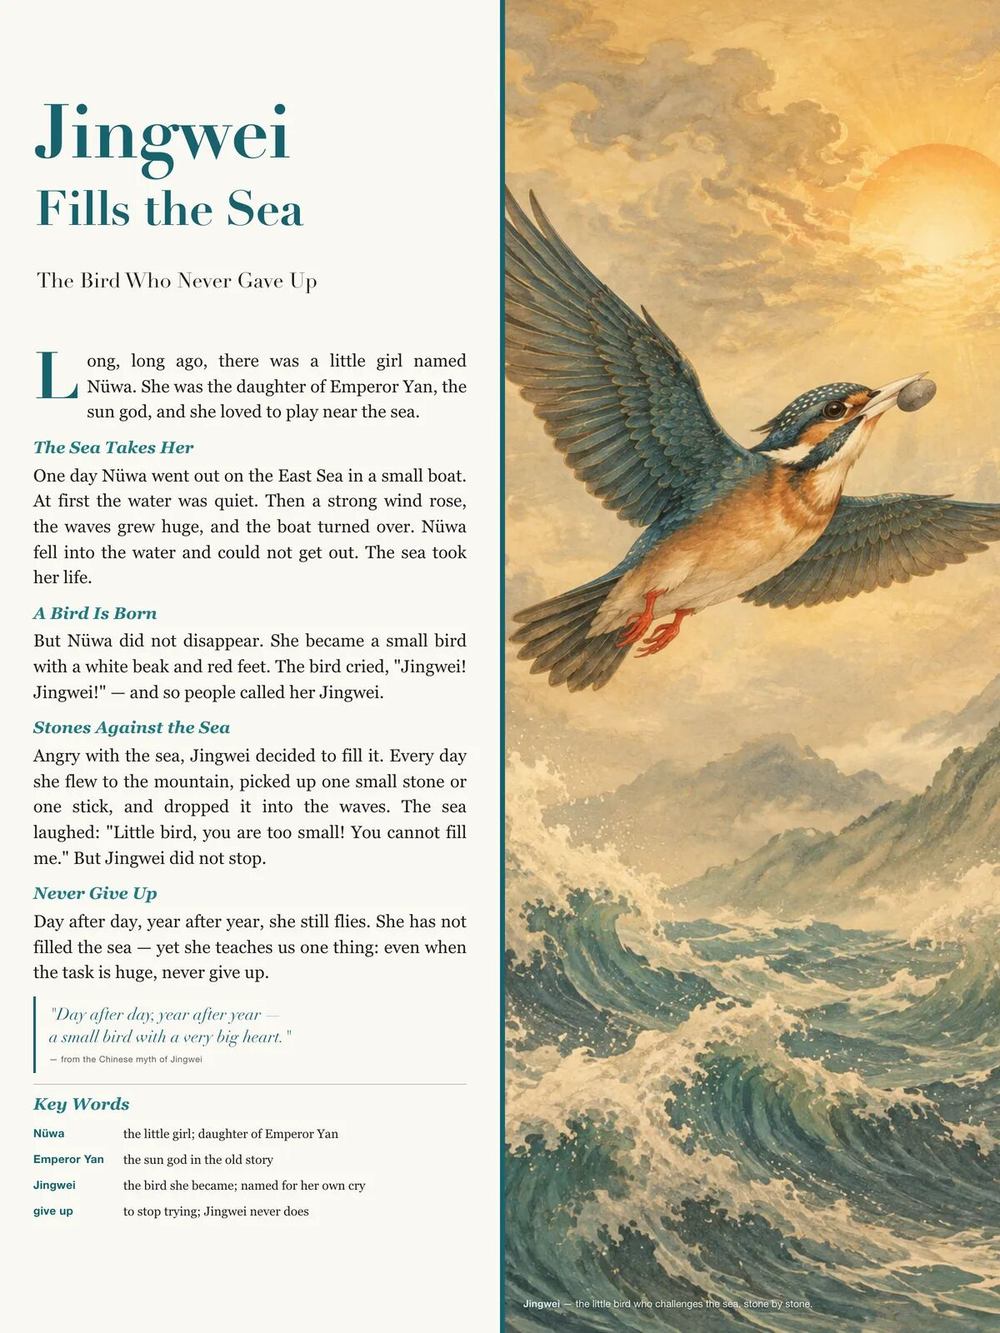 Jingwei
Fills the Sea
The Bird Who Never Gave Up
Long, long ago, there was a little girl named
Nüwa. She was the daughter of Emperor Yan, the
sun god, and she loved to play near the sea.
The Sea Takes Her
One day Nüwa went out on the East Sea in a small boat.
At first the water was quiet. Then a strong wind rose,
the waves grew huge, and the boat turned over. Nüwa
fell into the water and could not get out. The sea took
her life.
A Bird Is Born
But Nüwa did not disappear. She became a small bird
with a white beak and red feet. The bird cried, "Jingwei!
Jingwei!" — and so people called her Jingwei.
Stones Against the Sea
Angry with the sea, Jingwei decided to fill it. Every day
she flew to the mountain, picked up one small stone or
one stick, and dropped it into the waves. The sea
laughed: "Little bird, you are too small! You cannot fill
me." But Jingwei did not stop.
Never Give Up
Day after day, year after year, she still flies. She has not
filled the sea — yet she teaches us one thing: even when
the task is huge, never give up.
"Day after day, year after year —
a small bird with a very big heart."
— from the Chinese myth of Jingwei
Key Words
Nüwa the little girl; daughter of Emperor Yan
Emperor Yan the sun god in the old story
Jingwei the bird she became; named for her own cry
give up to stop trying; Jingwei never does
Jingwei — the little bird who challenges the sea, stone by stone.